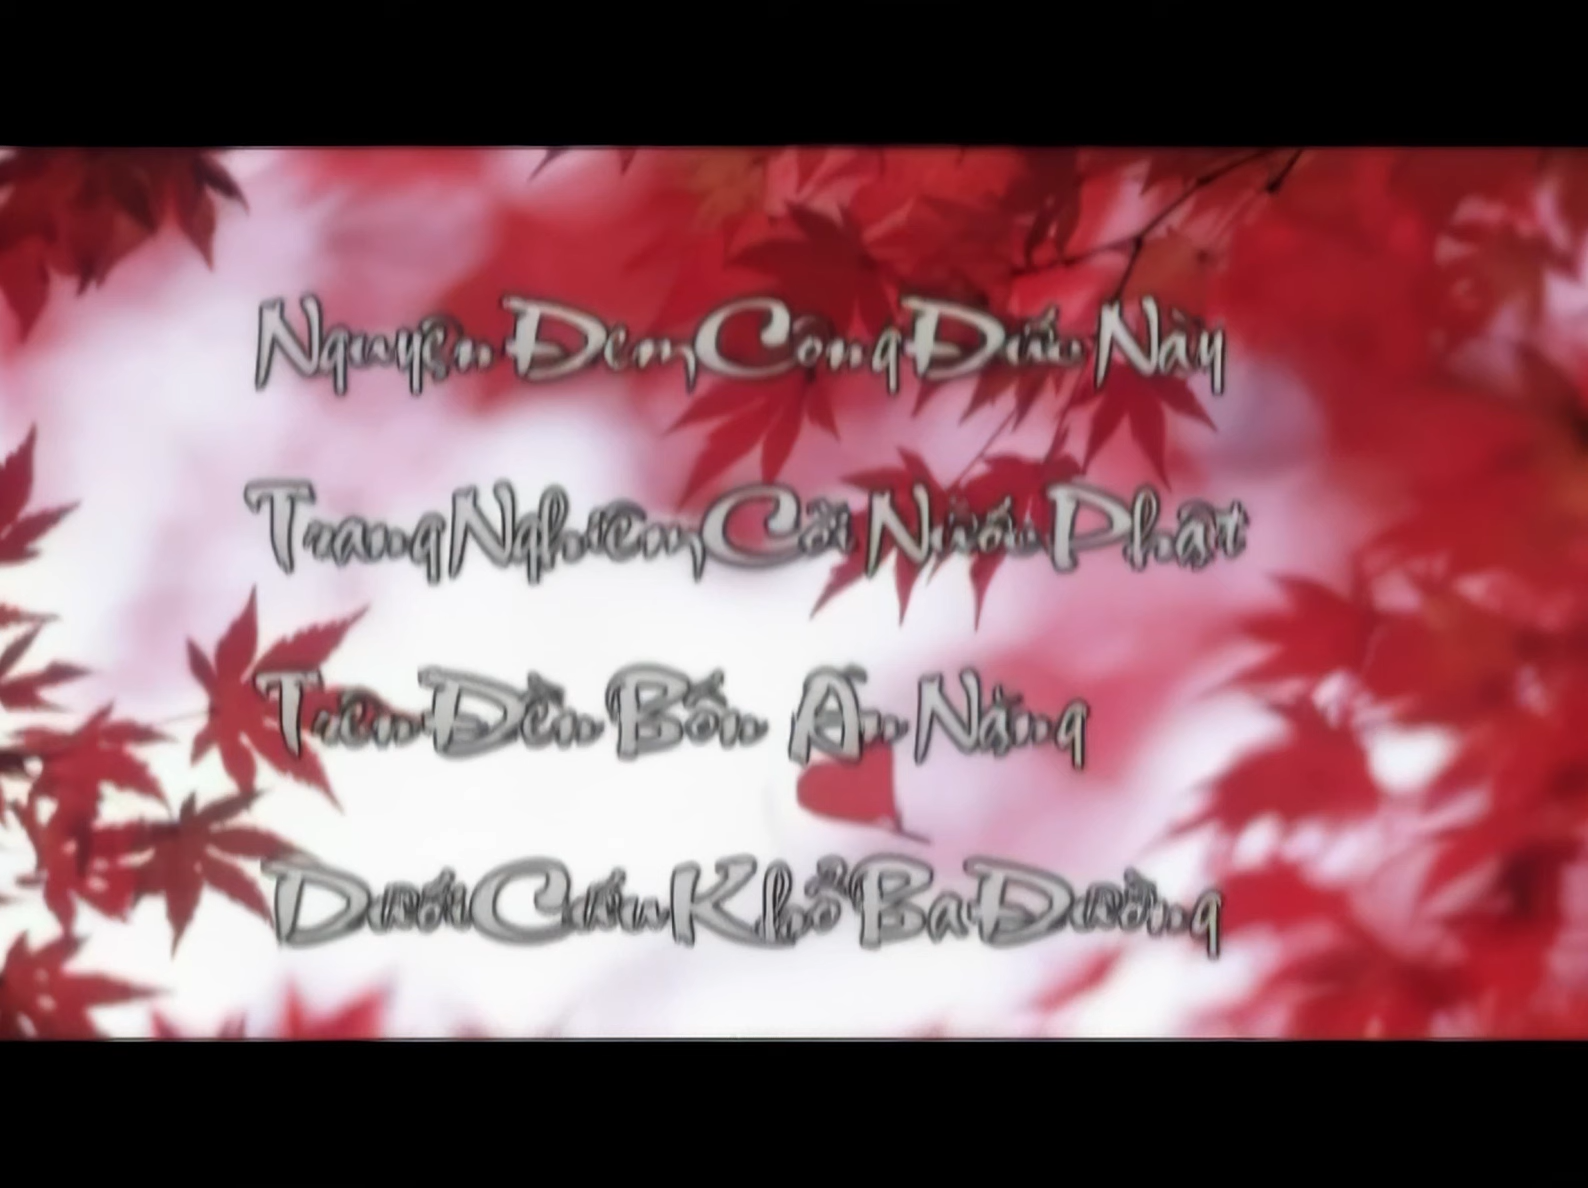 Nguyện Đem Công Đức Này
Trang Nghiêm Cõi Nước Phật
Trên Đền Bốn Ân Nặng
Dưới Cứu Khổ Ba Đường